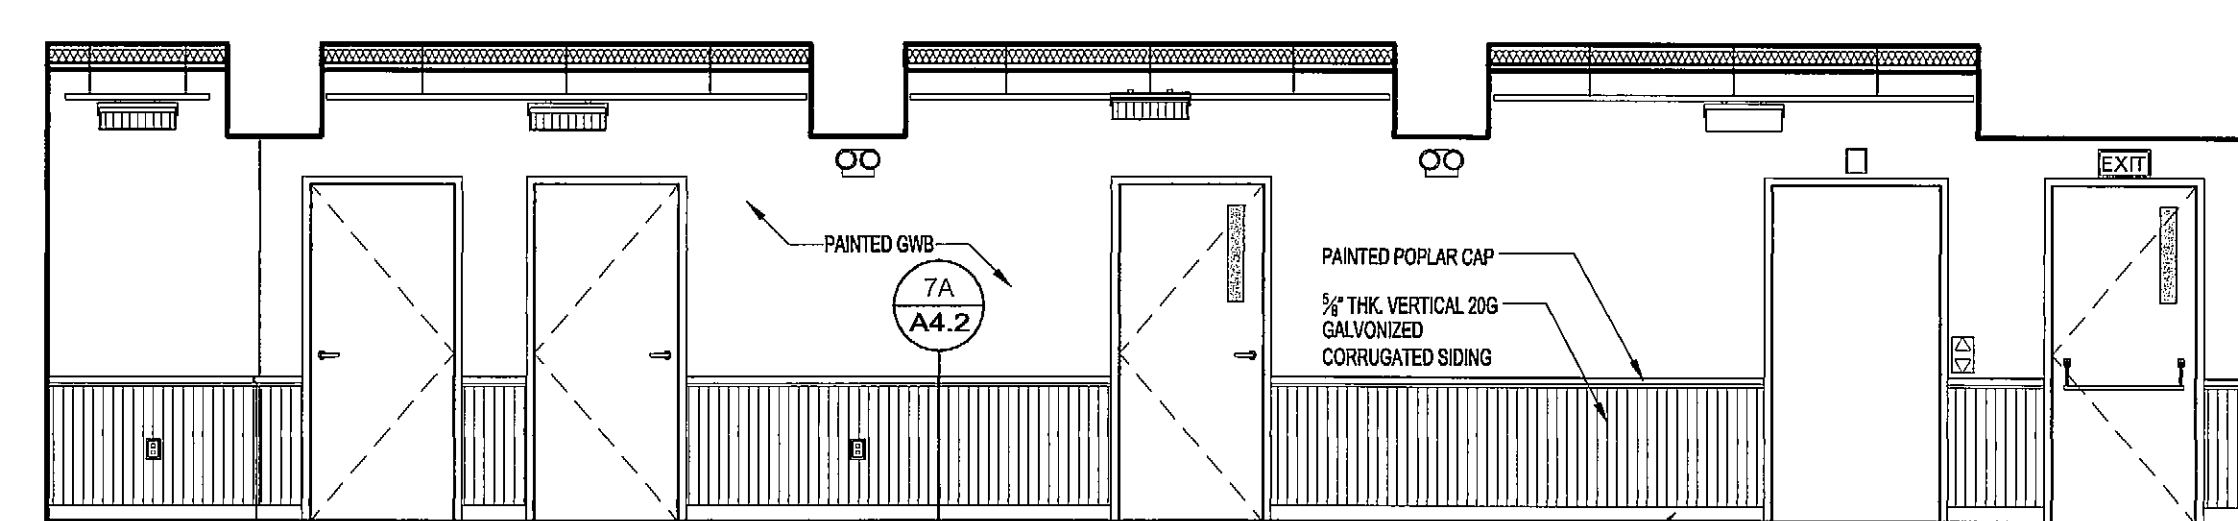 EXIT
PAINTED GWB
7A
A4.2
PAINTED POPLAR CAP
⅝" THK. VERTICAL 20G
GALVONIZED
CORRUGATED SIDING